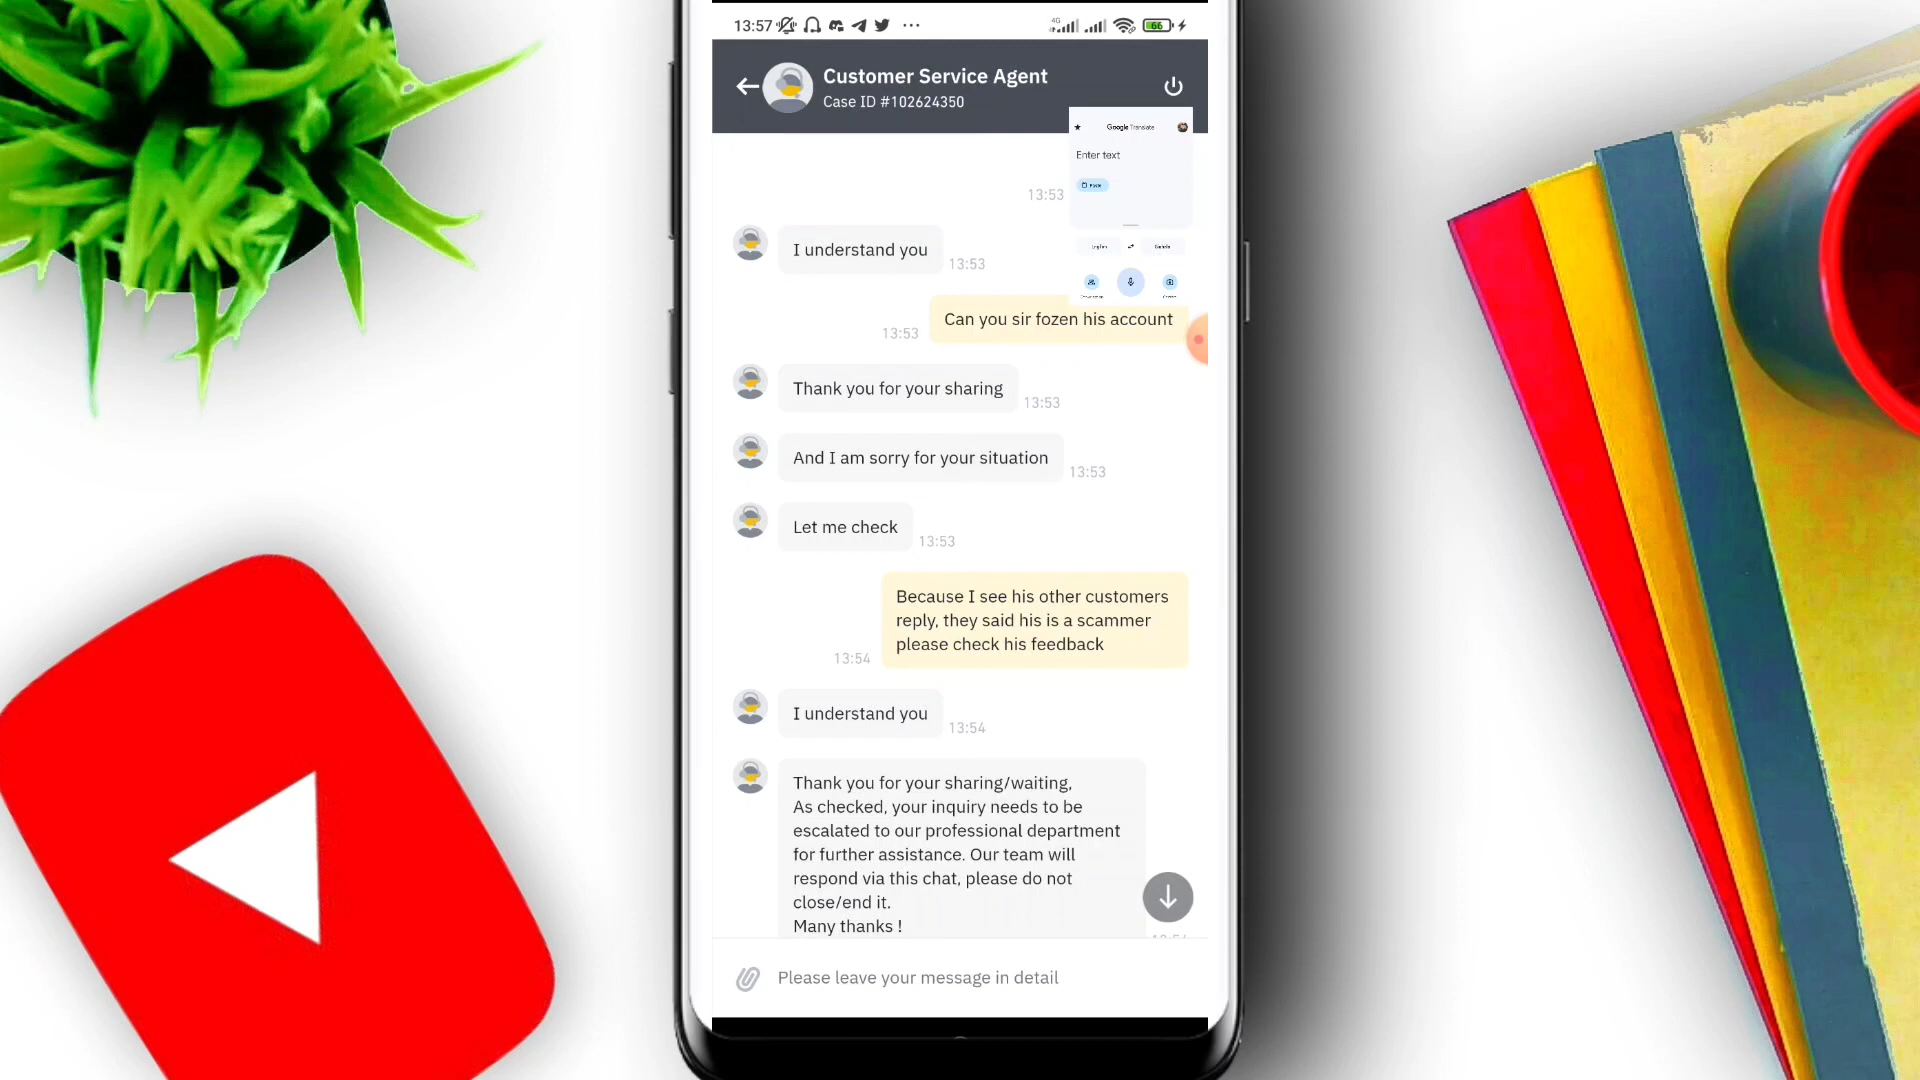 13:57
4G
66
Customer Service Agent
Case ID #102624350
Google Translate
Enter text
Paste
13:53
I understand you
13:53
Can you sir fozen his account
13:53
Thank you for your sharing
13:53
And I am sorry for your situation
13:53
Let me check
13:53
Because I see his other customers
reply, they said his is a scammer
please check his feedback
13:54
I understand you
13:54
Thank you for your sharing/waiting,
As checked, your inquiry needs to be
escalated to our professional department
for further assistance. Our team will
respond via this chat, please do not
close/end it.
Many thanks !
Please leave your message in detail